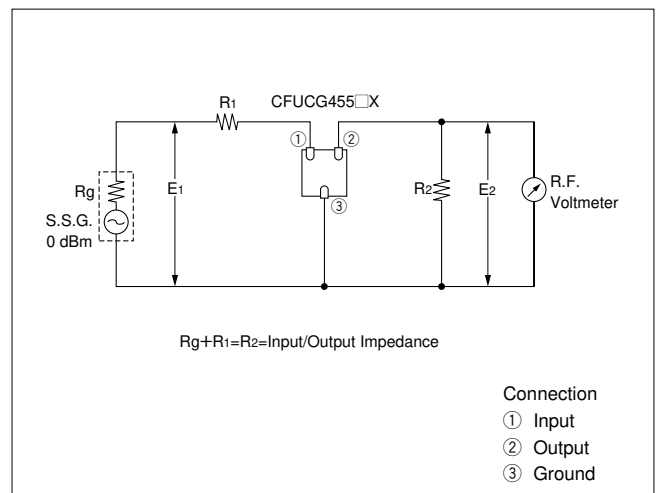 R1
CFUCG455□X
①
②
Rg
E1
R2
E2
R.F.
Voltmeter
S.S.G.
0 dBm
③
Rg+R1=R2=Input/Output Impedance
Connection
① Input
② Output
③ Ground